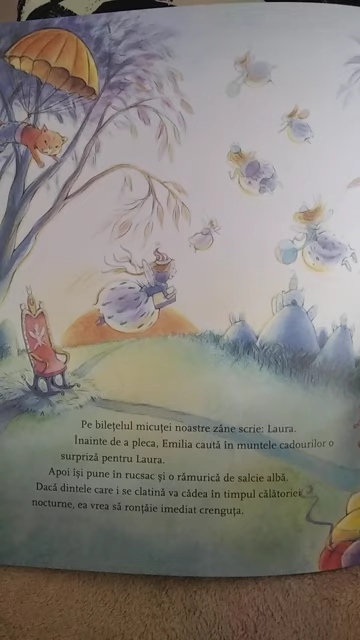 Pe bilețelul micuței noastre zâne scrie: Laura.
Înainte de a pleca, Emilia caută în muntele cadourilor o
surpriză pentru Laura.
Apoi își pune în rucsac și o rămurică de salcie albă.
Dacă dintele care i se clatină va cădea în timpul călătoriei
nocturne, ea vrea să ronțăie imediat crenguța.